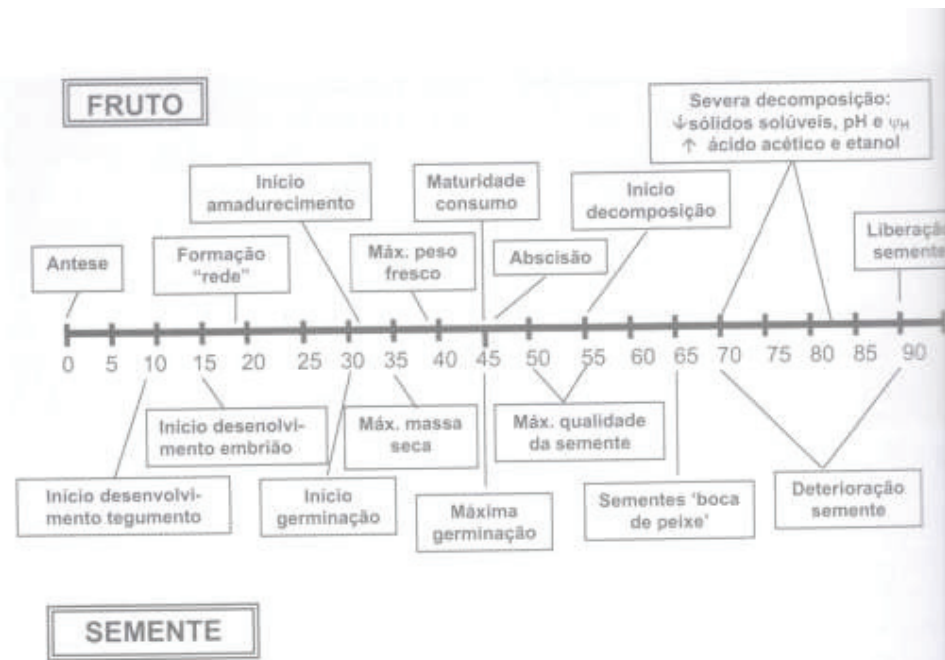 FRUTO
Severa decomposição:
↓sólidos solúveis, pH e ψH
↑ ácido acético e etanol
Início
amadurecimento
Maturidade
consumo
Início
decomposição
Liberação
semente
Antese
Formação
"rede"
Máx. peso
fresco
Abscisão
0 5 10 15 20 25 30 35 40 45 50 55 60 65 70 75 80 85 90
Início desenolvi-
mento embrião
Máx. massa
seca
Máx. qualidade
da semente
Início desenvolvi-
mento tegumento
Início
germinação
Máxima
germinação
Sementes 'boca
de peixe'
Deterioração
semente
SEMENTE